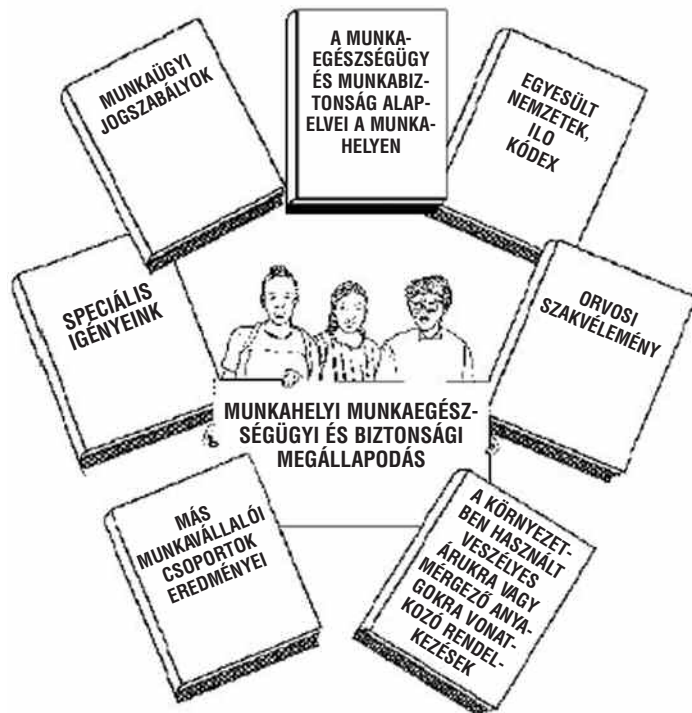 MUNKAÜGYI
JOGSZABÁLYOK
A MUNKA-
EGÉSZSÉGÜGY
ÉS MUNKABIZ-
TONSÁG ALAP-
ELVEI A MUNKA-
HELYEN
EGYESÜLT
NEMZETEK,
ILO
KÓDEX
SPECIÁLIS
IGÉNYEINK
ORVOSI
SZAKVÉLEMÉNY
MUNKAHELYI MUNKAEGÉSZ-
SÉGÜGYI ÉS BIZTONSÁGI
MEGÁLLAPODÁS
MÁS
MUNKAVÁLLALÓI
CSOPORTOK
EREDMÉNYEI
A KÖRNYEZET-
BEN HASZNÁLT
VESZÉLYES
ÁRUKRA VAGY
MÉRGEZŐ ANYA-
GOKRA VONAT-
KOZÓ RENDEL-
KEZÉSEK